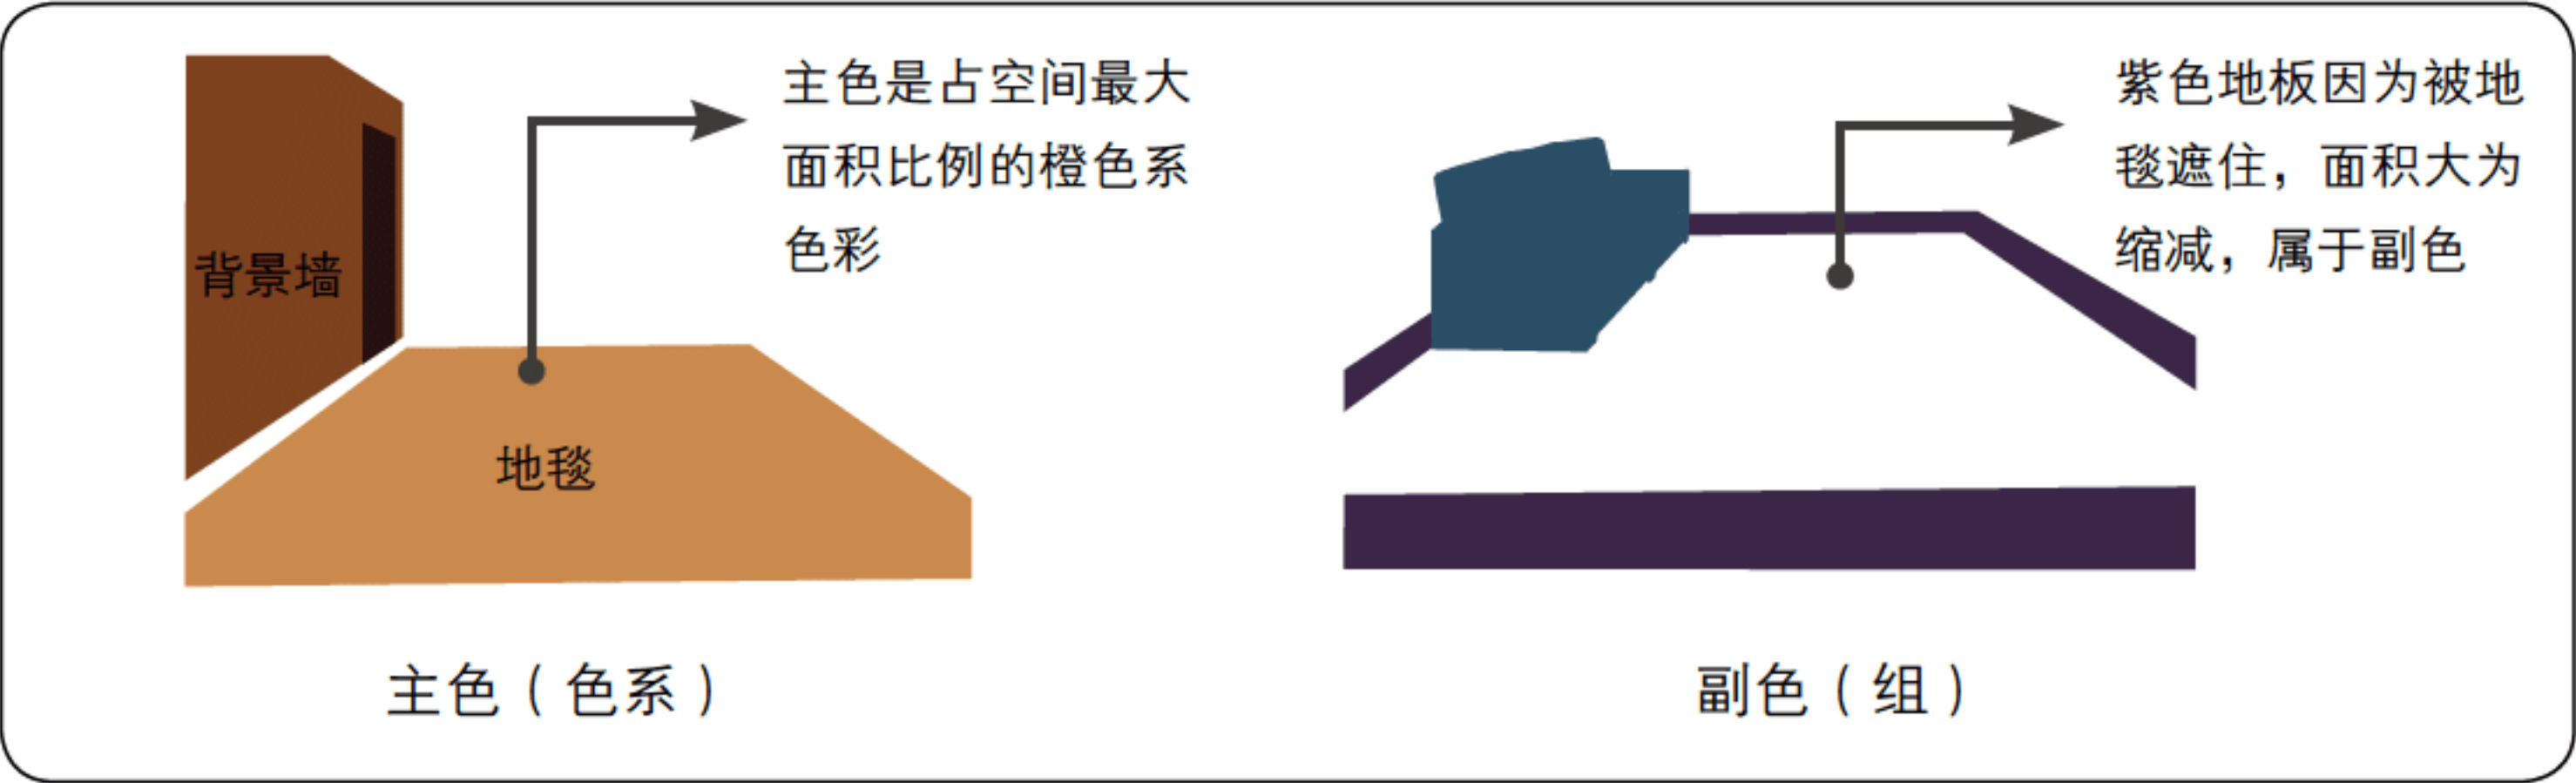 主色是占空间最大
面积比例的橙色系
色彩
背景墙
地毯
主色（色系）
紫色地板因为被地
毯遮住，面积大为
缩减，属于副色
副色（组）